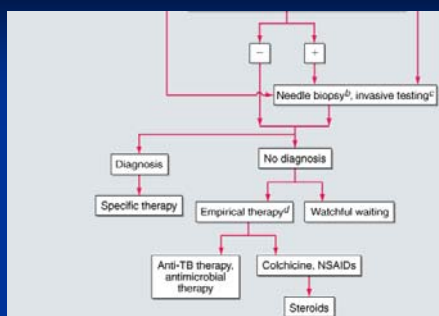 −
+
Needle biopsyb, invasive testingc
Diagnosis
No diagnosis
Specific therapy
Empirical therapyd
Watchful waiting
Anti-TB therapy,
antimicrobial
therapy
Colchicine, NSAIDs
Steroids